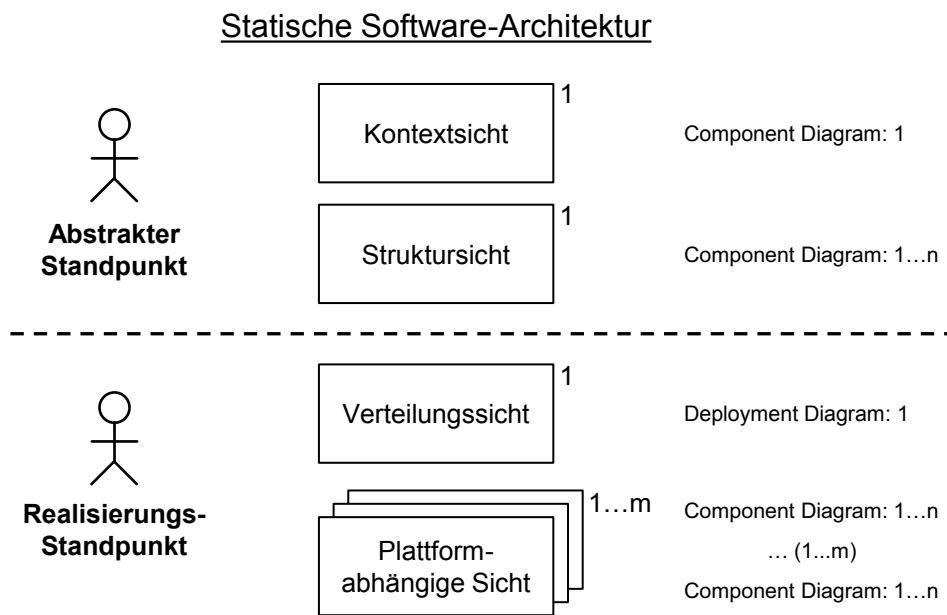 Statische Software-Architektur
1
Kontextsicht
Component Diagram: 1
Abstrakter
Standpunkt
1
Struktursicht
Component Diagram: 1…n
1
Verteilungssicht
Deployment Diagram: 1
Realisierungs-
Standpunkt
1…m
Plattform-
abhängige Sicht
Component Diagram: 1…n
… (1...m)
Component Diagram: 1…n